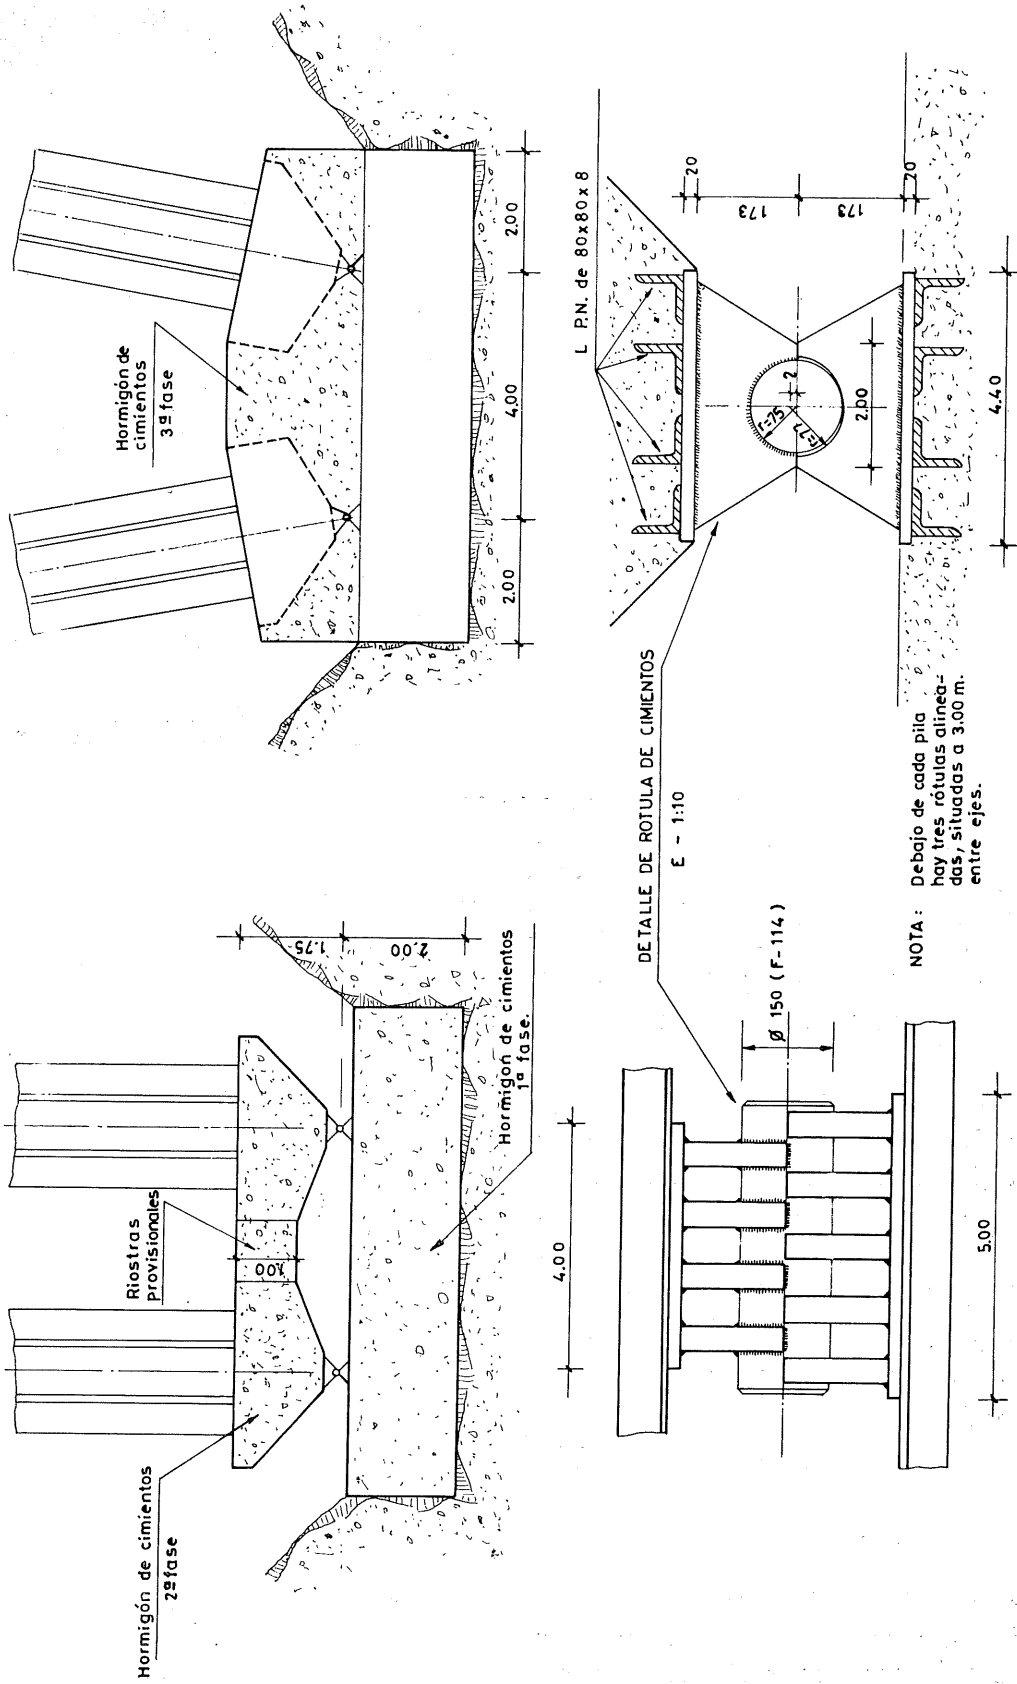 Hormigón de cimientos
2ª fase
Riostras
provisionales
1.00
1.75
2.00
Hormigón de cimientos
1ª fase.
Hormigón de
cimientos
3ª fase
2.00
4.00
2.00
4.00
Ø 150 (F-114)
5.00
DETALLE DE ROTULA DE CIMIENTOS
E - 1:10
L P.N. de 80x80x8
20
173
173
20
2
r=75
r=77
2.00
4.40
NOTA: Debajo de cada pila
hay tres rótulas alinea-
das, situadas a 3.00 m.
entre ejes.